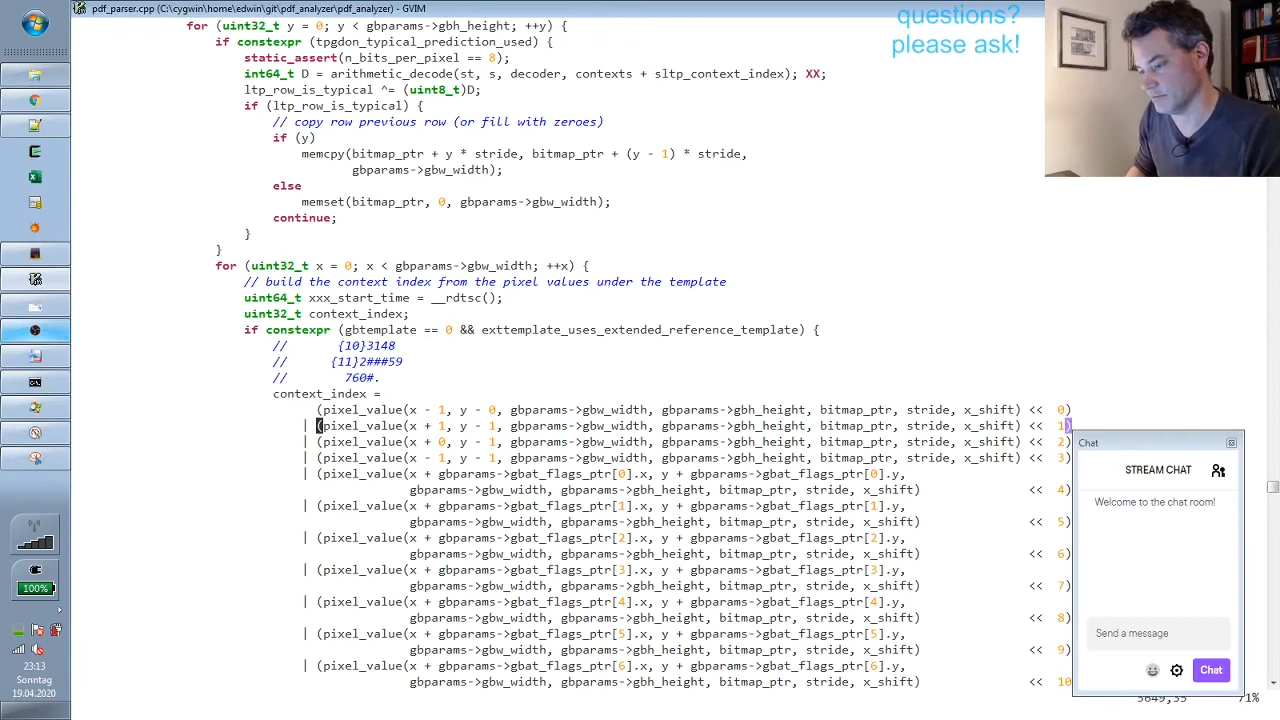 pdf_parser.cpp (C:\cygwin\home\edwin\git\pdf_analyzer\pdf_analyzer) - GVIM
questions?
please ask!
for (uint32_t y = 0; y < gbparams->gbh_height; ++y) {
if constexpr (tpgdon_typical_prediction_used) {
static_assert(n_bits_per_pixel == 8);
int64_t D = arithmetic_decode(st, s, decoder, contexts + sltp_context_index); XX;
ltp_row_is_typical ^= (uint8_t)D;
if (ltp_row_is_typical) {
// copy row previous row (or fill with zeroes)
if (y)
memcpy(bitmap_ptr + y * stride, bitmap_ptr + (y - 1) * stride,
gbparams->gbw_width);
else
memset(bitmap_ptr, 0, gbparams->gbw_width);
continue;
}
}
for (uint32_t x = 0; x < gbparams->gbw_width; ++x) {
// build the context index from the pixel values under the template
uint64_t xxx_start_time = __rdtsc();
uint32_t context_index;
if constexpr (gbtemplate == 0 && exttemplate_uses_extended_reference_template) {
// {10}3148
// {11}2###59
// 760#.
context_index =
(pixel_value(x - 1, y - 0, gbparams->gbw_width, gbparams->gbh_height, bitmap_ptr, stride, x_shift) << 0)
| (pixel_value(x + 1, y - 1, gbparams->gbw_width, gbparams->gbh_height, bitmap_ptr, stride, x_shift) << 1)
| (pixel_value(x + 0, y - 1, gbparams->gbw_width, gbparams->gbh_height, bitmap_ptr, stride, x_shift) << 2)
| (pixel_value(x - 1, y - 1, gbparams->gbw_width, gbparams->gbh_height, bitmap_ptr, stride, x_shift) << 3)
| (pixel_value(x + gbparams->gbat_flags_ptr[0].x, y + gbparams->gbat_flags_ptr[0].y,
gbparams->gbw_width, gbparams->gbh_height, bitmap_ptr, stride, x_shift) << 4)
| (pixel_value(x + gbparams->gbat_flags_ptr[1].x, y + gbparams->gbat_flags_ptr[1].y,
gbparams->gbw_width, gbparams->gbh_height, bitmap_ptr, stride, x_shift) << 5)
| (pixel_value(x + gbparams->gbat_flags_ptr[2].x, y + gbparams->gbat_flags_ptr[2].y,
gbparams->gbw_width, gbparams->gbh_height, bitmap_ptr, stride, x_shift) << 6)
| (pixel_value(x + gbparams->gbat_flags_ptr[3].x, y + gbparams->gbat_flags_ptr[3].y,
gbparams->gbw_width, gbparams->gbh_height, bitmap_ptr, stride, x_shift) << 7)
| (pixel_value(x + gbparams->gbat_flags_ptr[4].x, y + gbparams->gbat_flags_ptr[4].y,
gbparams->gbw_width, gbparams->gbh_height, bitmap_ptr, stride, x_shift) << 8)
| (pixel_value(x + gbparams->gbat_flags_ptr[5].x, y + gbparams->gbat_flags_ptr[5].y,
gbparams->gbw_width, gbparams->gbh_height, bitmap_ptr, stride, x_shift) << 9)
| (pixel_value(x + gbparams->gbat_flags_ptr[6].x, y + gbparams->gbat_flags_ptr[6].y,
gbparams->gbw_width, gbparams->gbh_height, bitmap_ptr, stride, x_shift) << 10
71%
Chat
STREAM CHAT
Welcome to the chat room!
Send a message
Chat
100%
23:13
Sonntag
19.04.2020